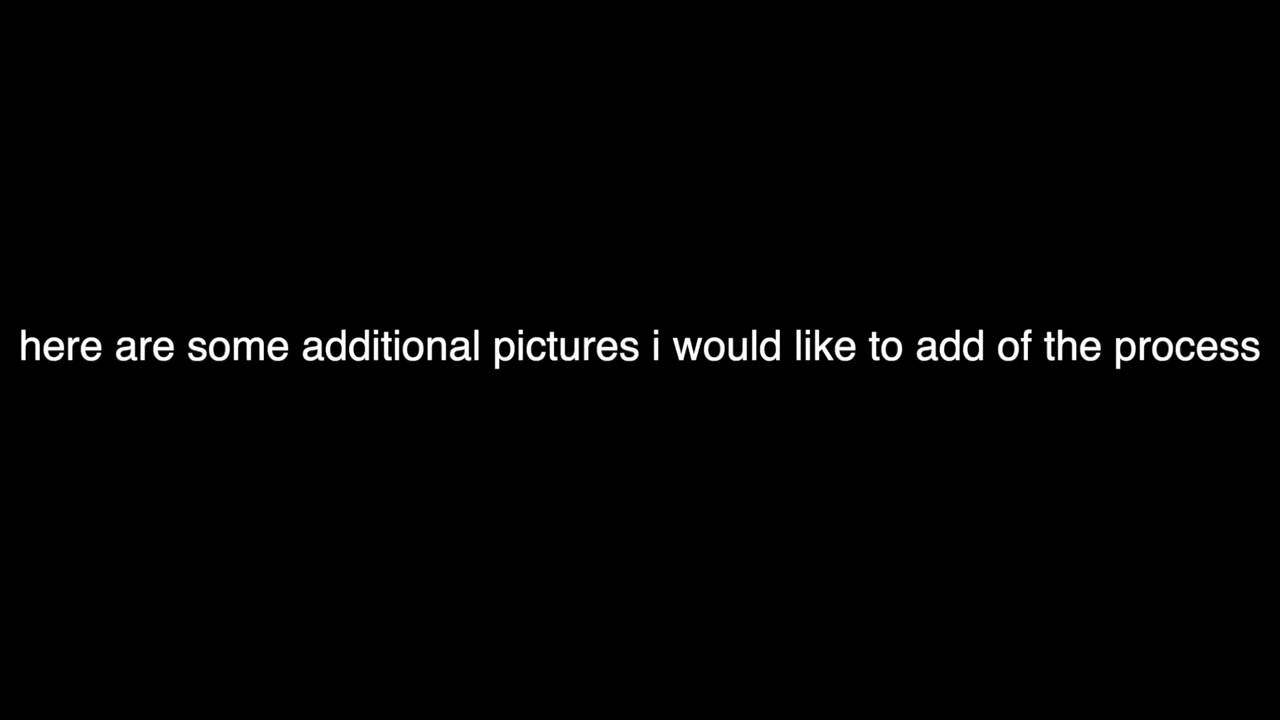 here are some additional pictures i would like to add of the process